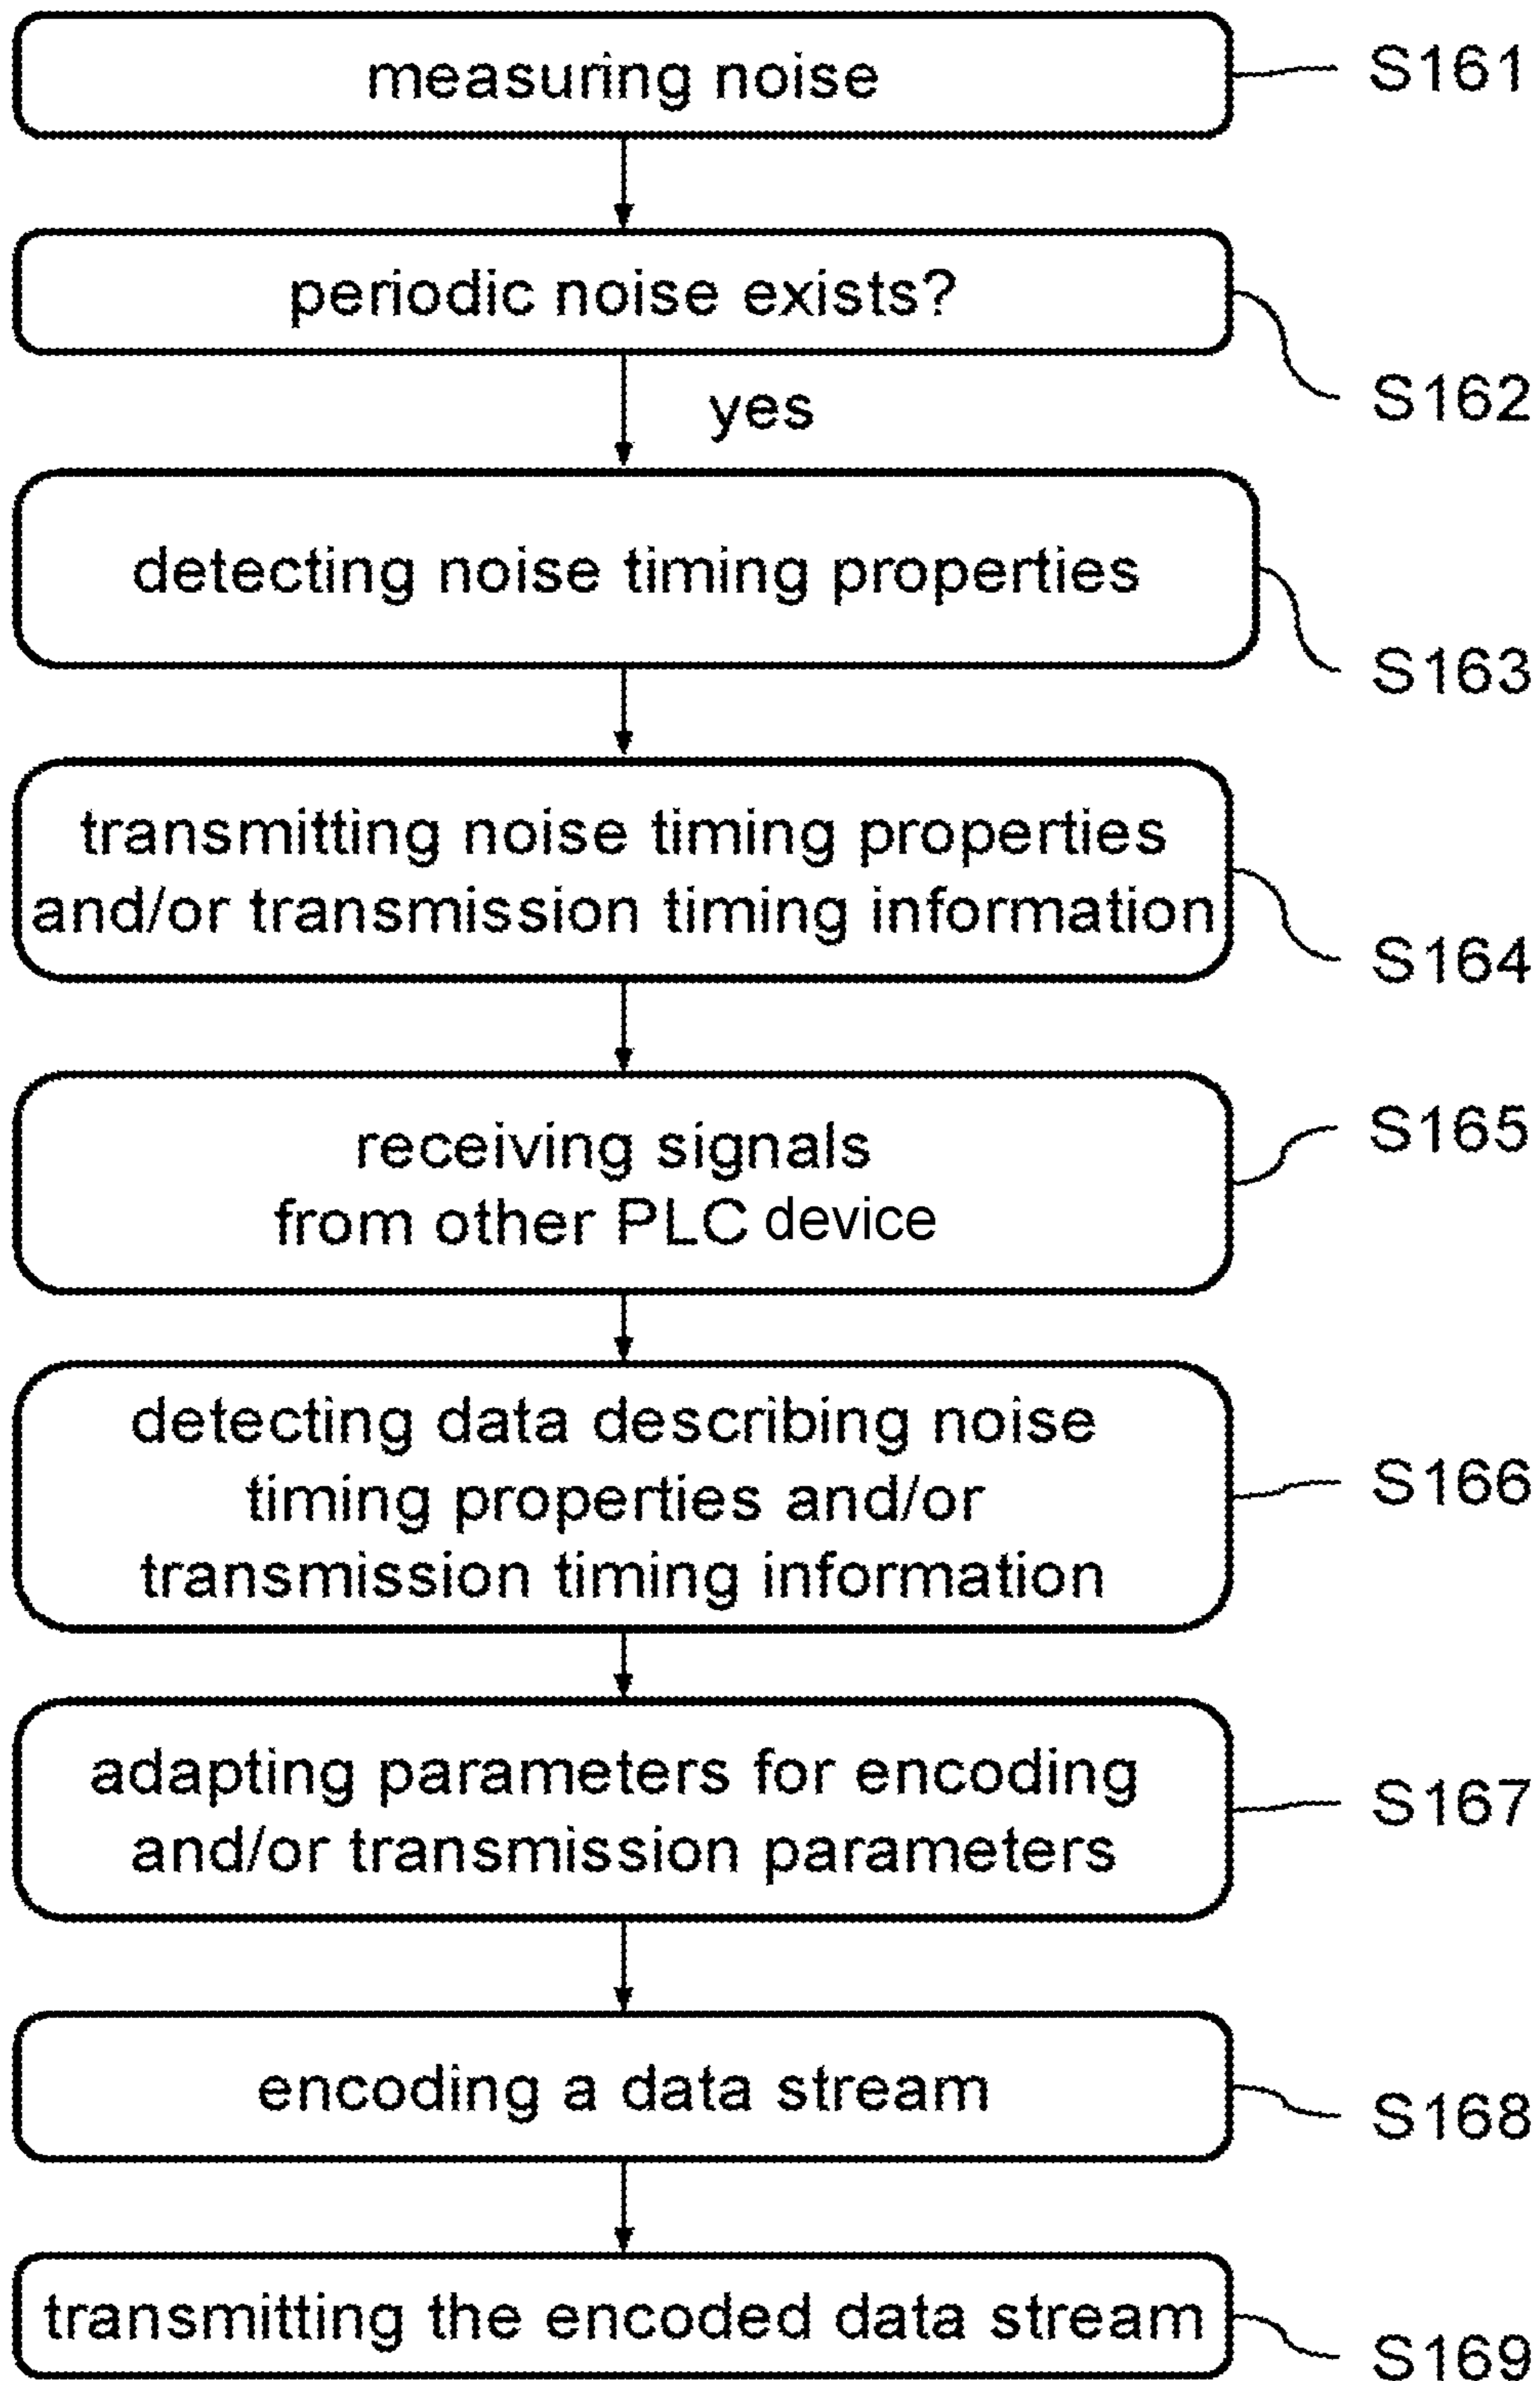 measuring noise
S161
periodic noise exists?
S162
yes
detecting noise timing properties
S163
transmitting noise timing properties
and/or transmission timing information
S164
receiving signals
from other PLC device
S165
detecting data describing noise
timing properties and/or
transmission timing information
S166
adapting parameters for encoding
and/or transmission parameters
S167
encoding a data stream
S168
transmitting the encoded data stream
S169